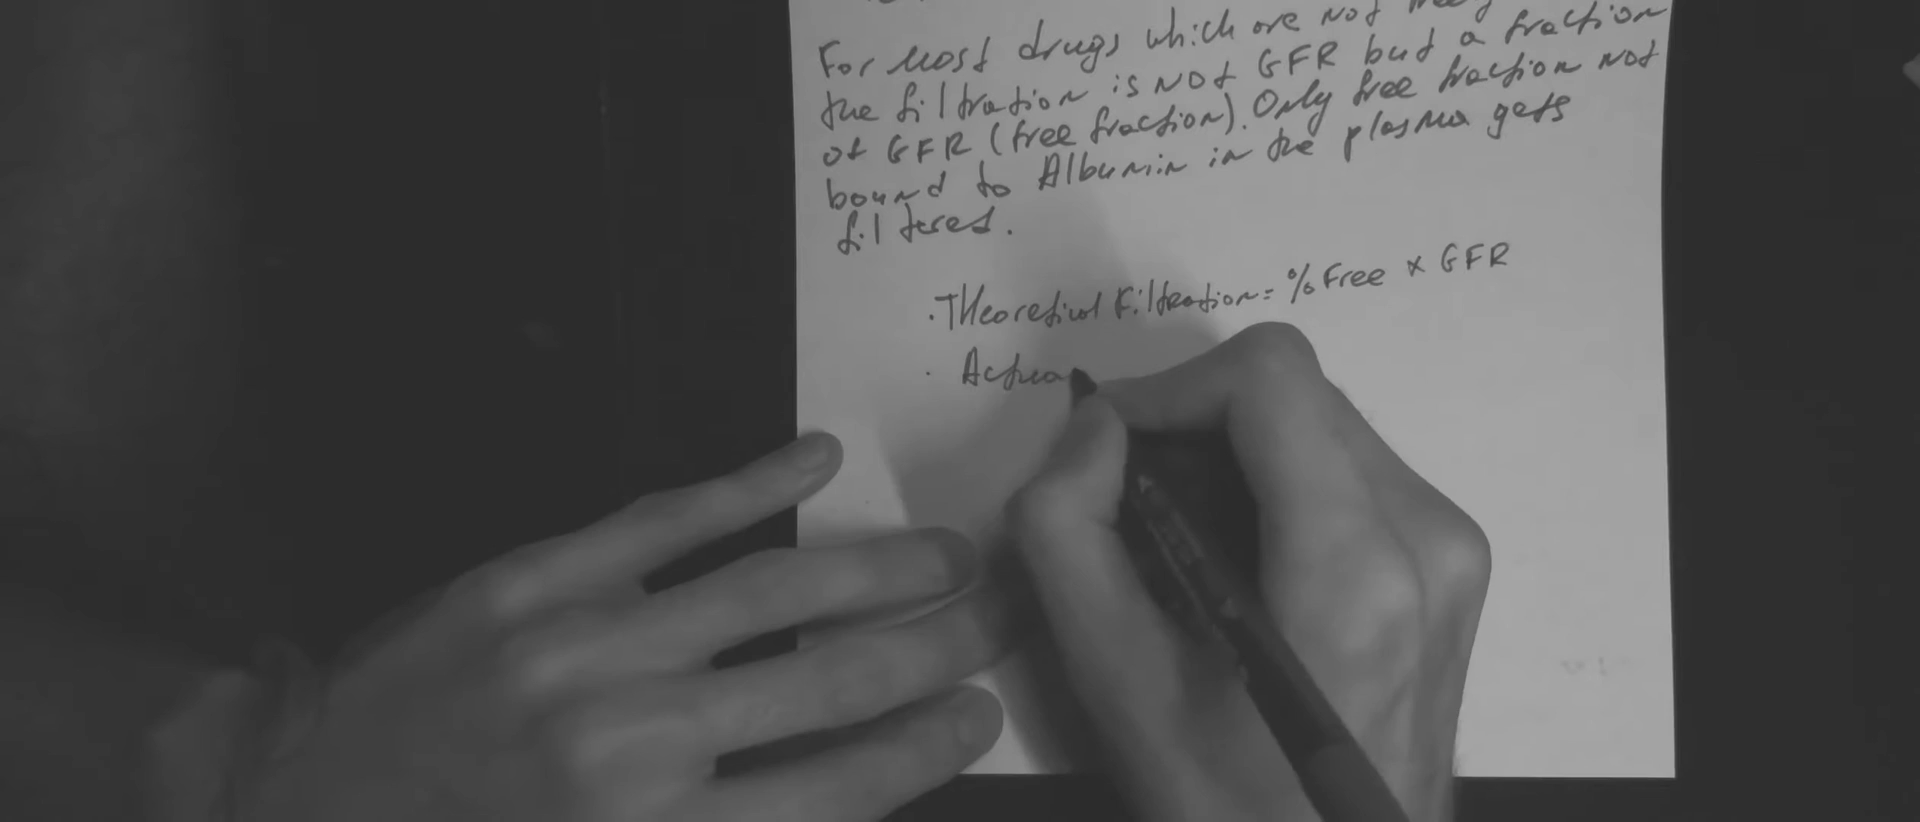 For most drugs which are not
the filtration is not GFR but a fraction
of GFR (free fraction). Only free fraction not
bound to Albumin in the plasma gets
filtered.
. THeoretical Filtration = % Free x GFR
. Actua